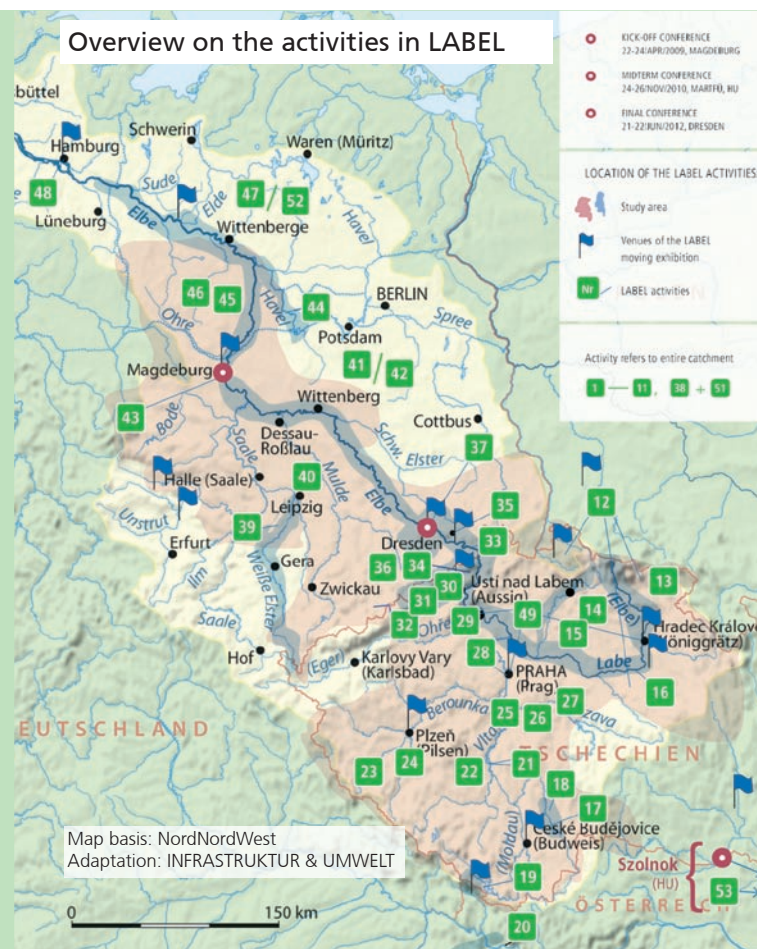 Overview on the activities in LABEL
KICK-OFF CONFERENCE
22-24/APR/2009, MAGDEBURG
MIDTERM CONFERENCE
24-26/NOV/2010, MARTFÜ, HU
FINAL CONFERENCE
21-22/JUN/2012, DRESDEN
LOCATION OF THE LABEL ACTIVITIES
Study area
Venues of the LABEL
moving exhibition
Nr
LABEL activities
Activity refers to entire catchment
1 — 11, 38 + 51
sbüttel
Hamburg
Schwerin
Waren (Müritz)
48
Sude
Elde
47 / 52
Lüneburg
Elbe
Havel
Wittenberge
46
45
Havel
44
BERLIN
Ohre
Potsdam
Spree
41 / 42
Magdeburg
Wittenberg
43
Bode
Dessau-
Roßlau
Cottbus
Saale
Schw. Elster
37
Halle (Saale)
40
Mulde
Elbe
Leipzig
35
12
Unstrut
39
Dresden
33
Erfurt
Ilm
Weiße Elster
Gera
36
34
Zwickau
30
Ústí nad Labem
(Aussig)
13
31
(Elbe)
32
Ohre
29
49
14
Hradec Králové
(Königgrätz)
15
Saale
Hof
(Eger)
Karlovy Vary
(Karlsbad)
28
Labe
PRAHA
(Prag)
16
27
EUTSCHLAND
Berounka
25
26
zava
Plzeň
(Pilsen)
Vlta
TSCHECHIEN
23
24
22
21
18
17
České Budějovice
(Budweis)
(Moldau)
Szolnok
(HU)
19
53
ÖSTERREICH
20
Map basis: NordNordWest
Adaptation: INFRASTRUKTUR & UMWELT
0
150 km